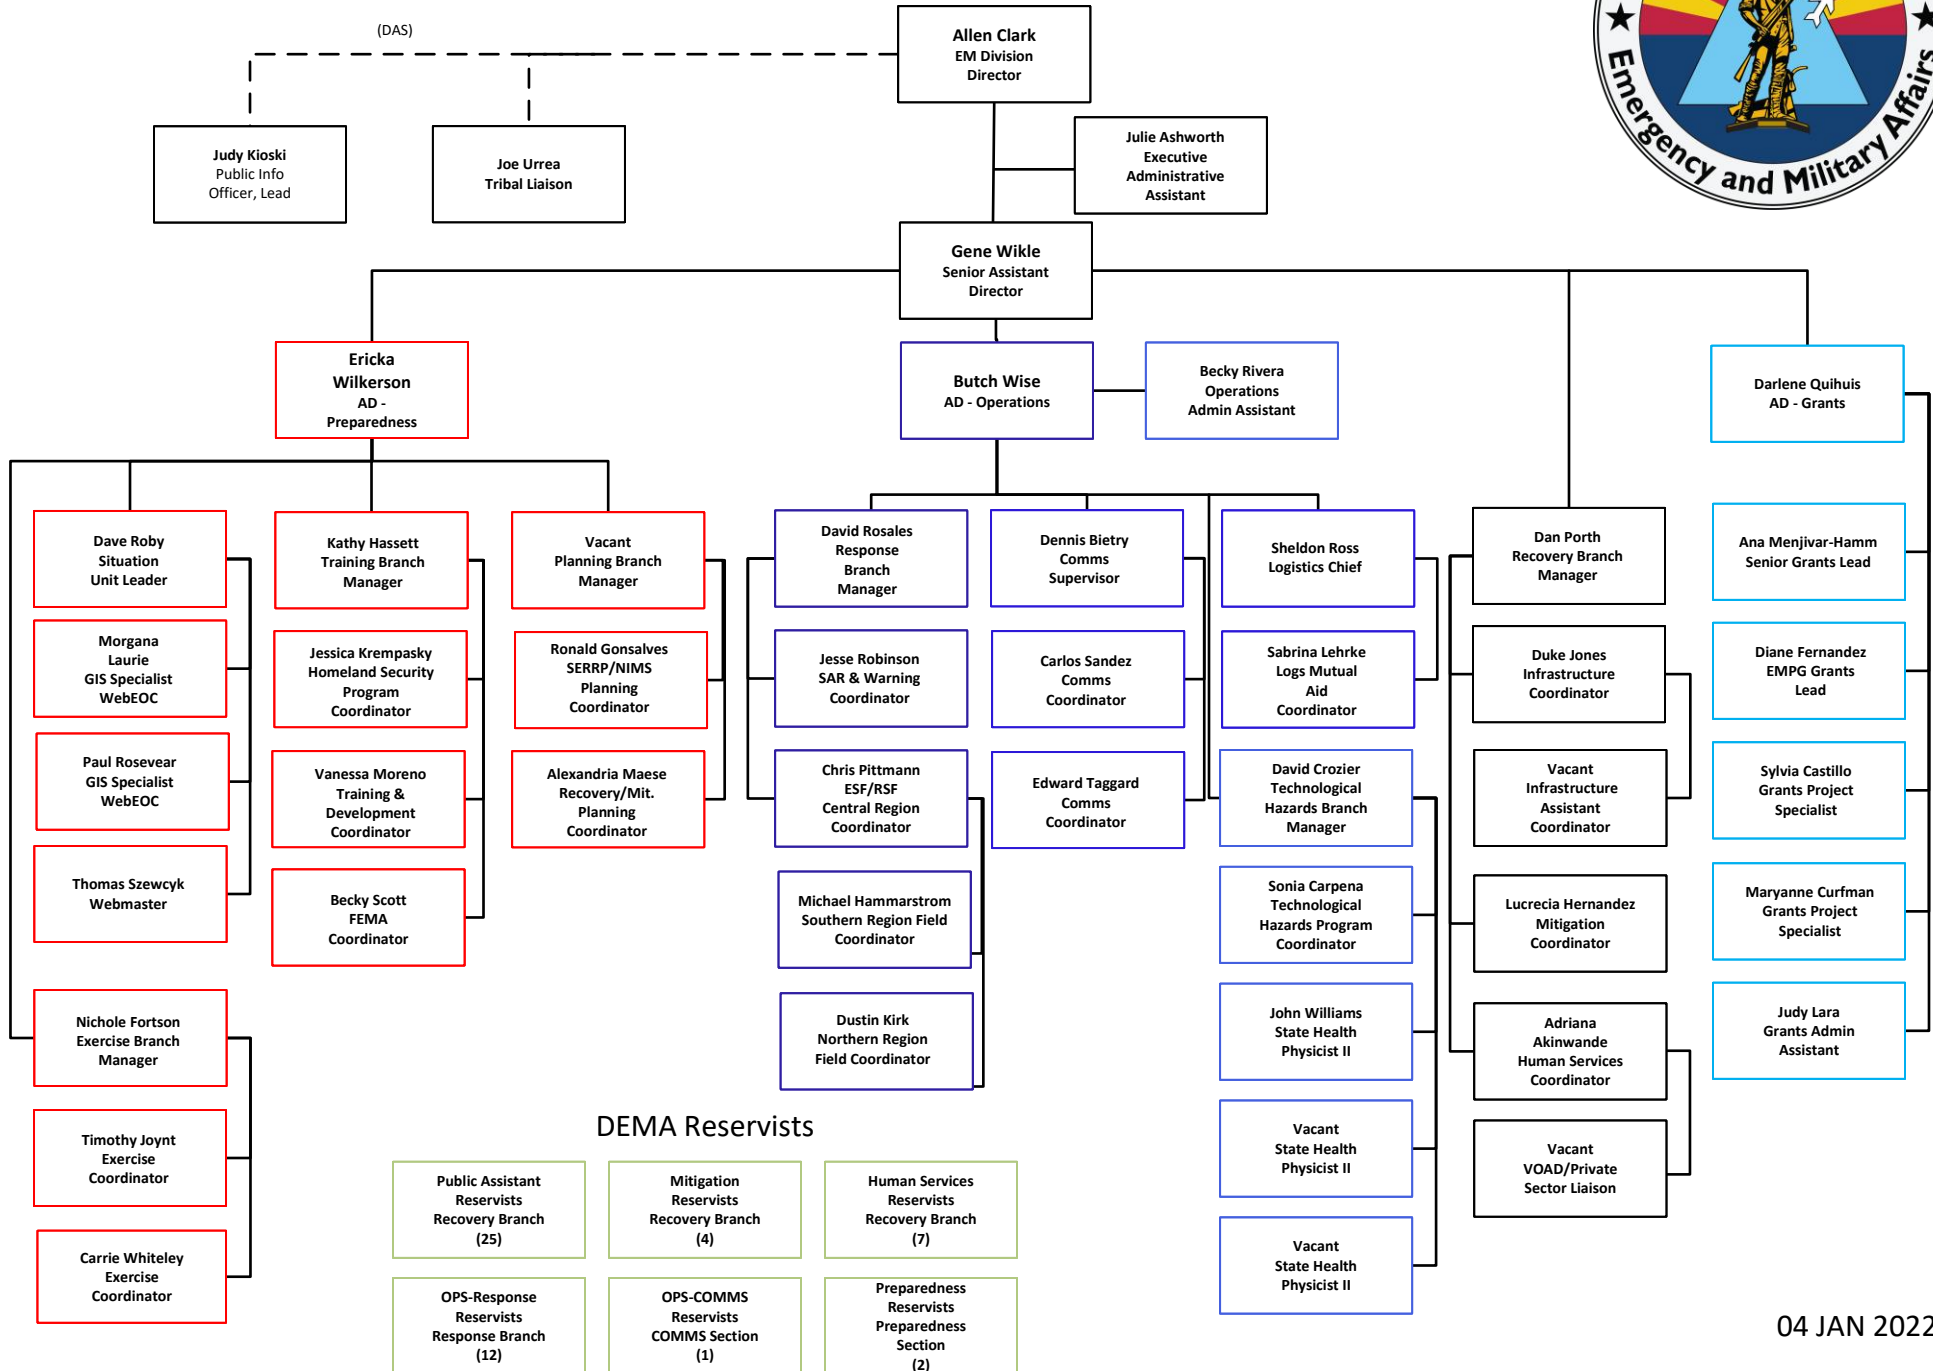 (DAS)
Allen Clark
EM Division
Director
Emergency and Military Affairs
Judy Kioski
Public Info
Officer, Lead
Joe Urrea
Tribal Liaison
Julie Ashworth
Executive
Administrative
Assistant
Gene Wikle
Senior Assistant
Director
Ericka
Wilkerson
AD -
Preparedness
Butch Wise
AD - Operations
Becky Rivera
Operations
Admin Assistant
Darlene Quihuis
AD - Grants
Dave Roby
Situation
Unit Leader
Kathy Hassett
Training Branch
Manager
Vacant
Planning Branch
Manager
David Rosales
Response
Branch
Manager
Dennis Bietry
Comms
Supervisor
Sheldon Ross
Logistics Chief
Dan Porth
Recovery Branch
Manager
Ana Menjivar-Hamm
Senior Grants Lead
Morgana
Laurie
GIS Specialist
WebEOC
Jessica Krempasky
Homeland Security
Program
Coordinator
Ronald Gonsalves
SERRP/NIMS
Planning
Coordinator
Jesse Robinson
SAR & Warning
Coordinator
Carlos Sandez
Comms
Coordinator
Sabrina Lehrke
Logs Mutual
Aid
Coordinator
Duke Jones
Infrastructure
Coordinator
Diane Fernandez
EMPG Grants
Lead
Paul Rosevear
GIS Specialist
WebEOC
Vanessa Moreno
Training &
Development
Coordinator
Alexandria Maese
Recovery/Mit.
Planning
Coordinator
Chris Pittmann
ESF/RSF
Central Region
Coordinator
Edward Taggard
Comms
Coordinator
David Crozier
Technological
Hazards Branch
Manager
Vacant
Infrastructure
Assistant
Coordinator
Sylvia Castillo
Grants Project
Specialist
Thomas Szewcyk
Webmaster
Becky Scott
FEMA
Coordinator
Michael Hammarstrom
Southern Region Field
Coordinator
Sonia Carpena
Technological
Hazards Program
Coordinator
Lucrecia Hernandez
Mitigation
Coordinator
Maryanne Curfman
Grants Project
Specialist
Nichole Fortson
Exercise Branch
Manager
Dustin Kirk
Northern Region
Field Coordinator
John Williams
State Health
Physicist II
Adriana
Akinwande
Human Services
Coordinator
Judy Lara
Grants Admin
Assistant
Timothy Joynt
Exercise
Coordinator
DEMA Reservists
Vacant
State Health
Physicist II
Vacant
VOAD/Private
Sector Liaison
Public Assistant
Reservists
Recovery Branch
(25)
Mitigation
Reservists
Recovery Branch
(4)
Human Services
Reservists
Recovery Branch
(7)
Carrie Whiteley
Exercise
Coordinator
Vacant
State Health
Physicist II
OPS-Response
Reservists
Response Branch
(12)
OPS-COMMS
Reservists
COMMS Section
(1)
Preparedness
Reservists
Preparedness
Section
(2)
04 JAN 2022